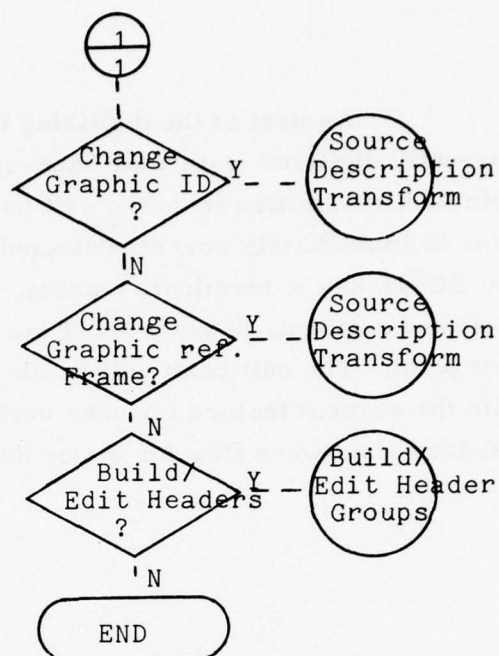 1
1
Change
Graphic ID
?
Y
Source
Description
Transform
N
Change
Graphic ref.
Frame?
Y
Source
Description
Transform
N
Build/
Edit Headers
?
Y
Build/
Edit Header
Groups
N
END